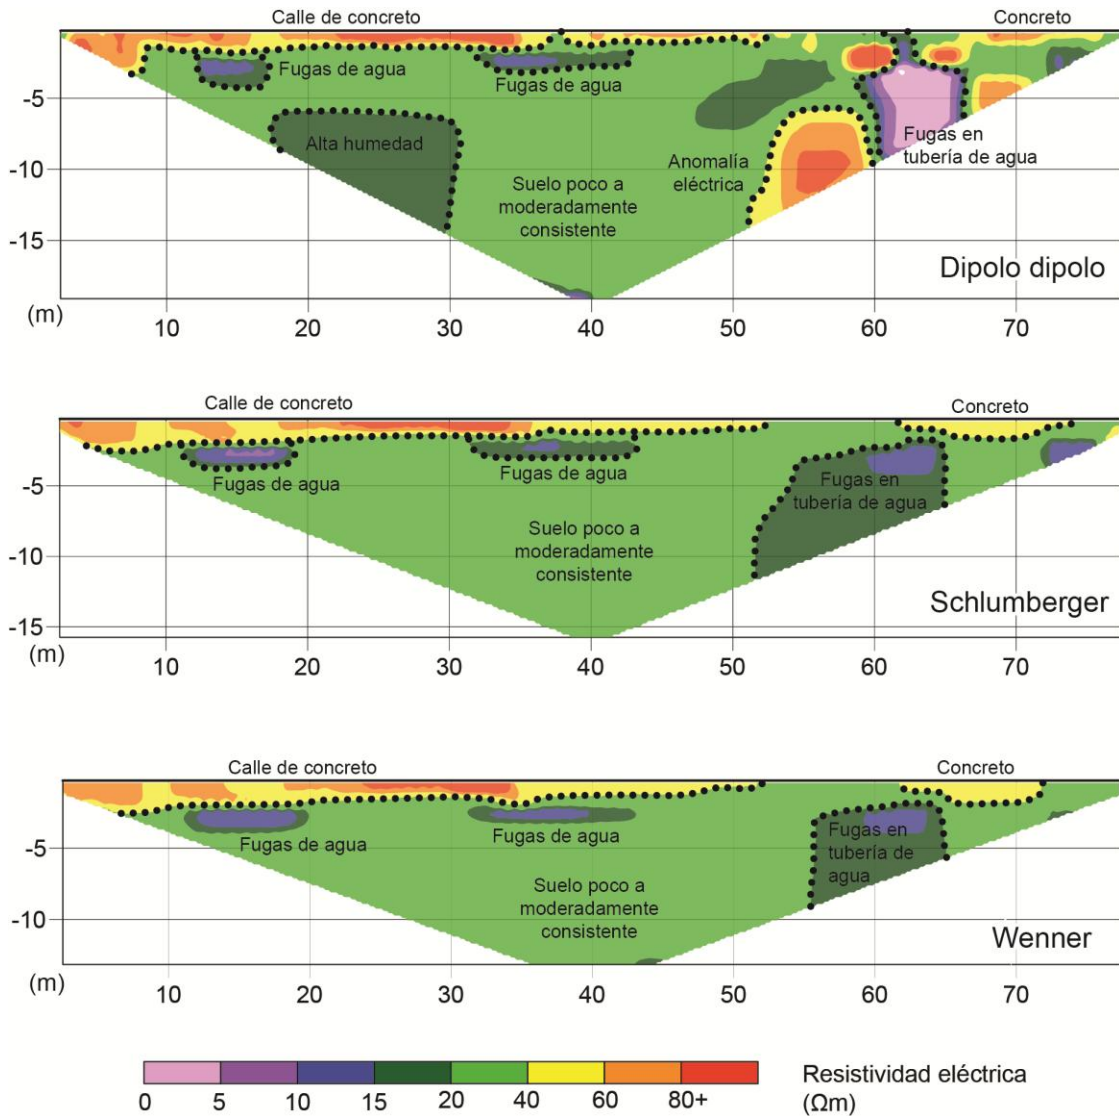 Calle de concreto
Concreto
Fugas de agua
Fugas de agua
-5
Alta humedad
Anomalía
eléctrica
Fugas en
tubería de agua
-10
Suelo poco a
moderadamente
consistente
-15
Dipolo dipolo
(m)
10 20 30 40 50 60 70
Calle de concreto
Concreto
-5
Fugas de agua
Fugas de agua
Fugas en
tubería de agua
-10
Suelo poco a
moderadamente
consistente
Schlumberger
-15
(m)
10 20 30 40 50 60 70
Calle de concreto
Concreto
-5
Fugas de agua
Fugas de agua
Fugas en
tubería de
agua
-10
Suelo poco a
moderadamente
consistente
Wenner
(m)
10 20 30 40 50 60 70
0 5 10 15 20 40 60 80+
Resistividad eléctrica
(Ωm)